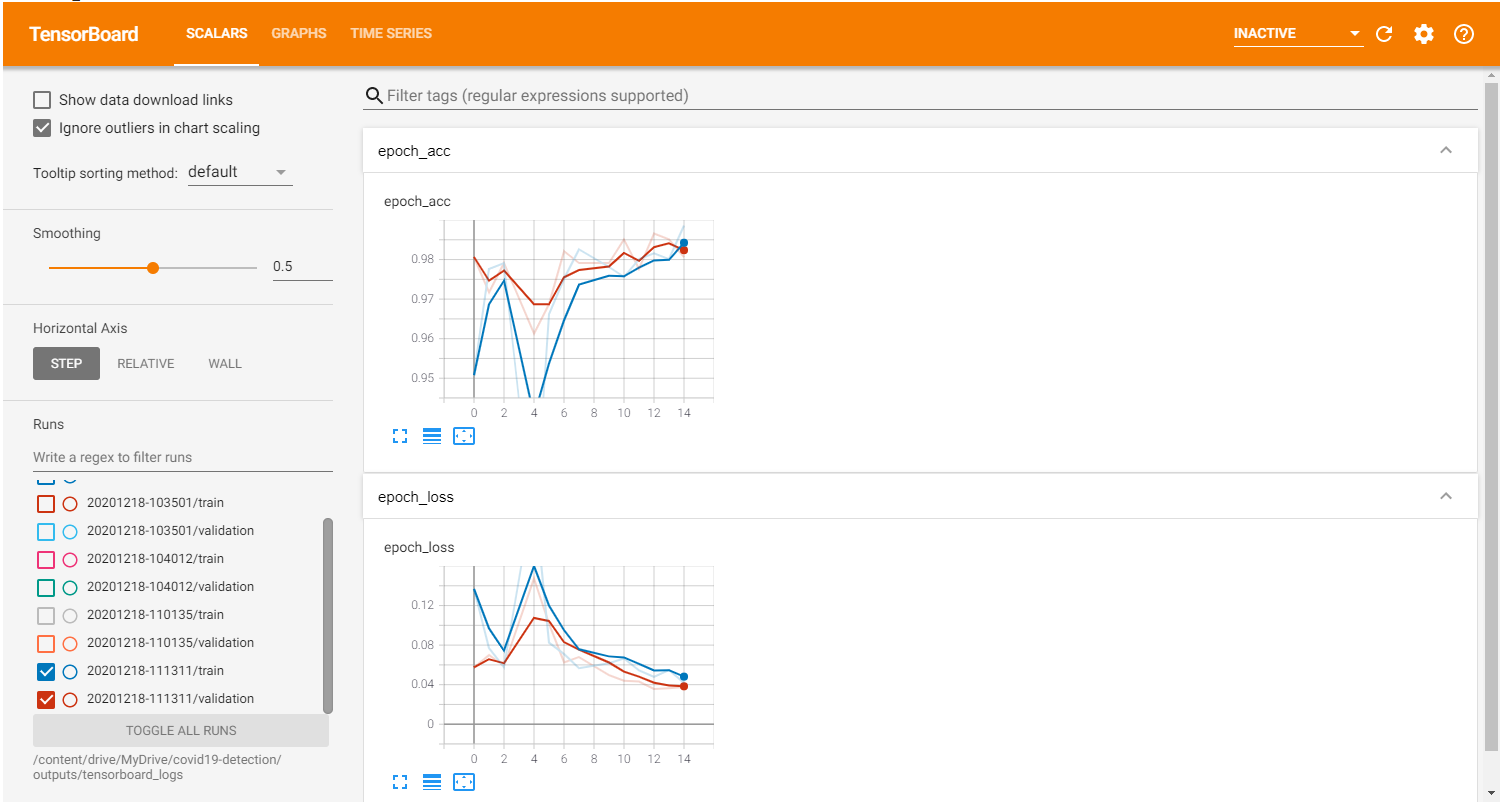 TensorBoard SCALARS GRAPHS TIME SERIES INACTIVE
Show data download links
Ignore outliers in chart scaling
Tooltip sorting method: default
Smoothing
0.5
Horizontal Axis
STEP RELATIVE WALL
Runs
Write a regex to filter runs
20201218-103501/train
20201218-103501/validation
20201218-104012/train
20201218-104012/validation
20201218-110135/train
20201218-110135/validation
20201218-111311/train
20201218-111311/validation
TOGGLE ALL RUNS
/content/drive/MyDrive/covid19-detection/
outputs/tensorboard_logs
Filter tags (regular expressions supported)
epoch_acc
epoch_acc
0.98
0.97
0.96
0.95
0 2 4 6 8 10 12 14
epoch_loss
epoch_loss
0.12
0.08
0.04
0
0 2 4 6 8 10 12 14